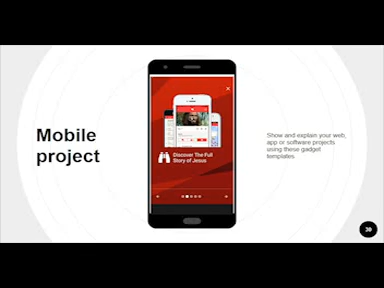 Mobile
project
Discover The Full
Story of Jesus
Show and explain your web,
app or software projects
using these gadget
templates.
39